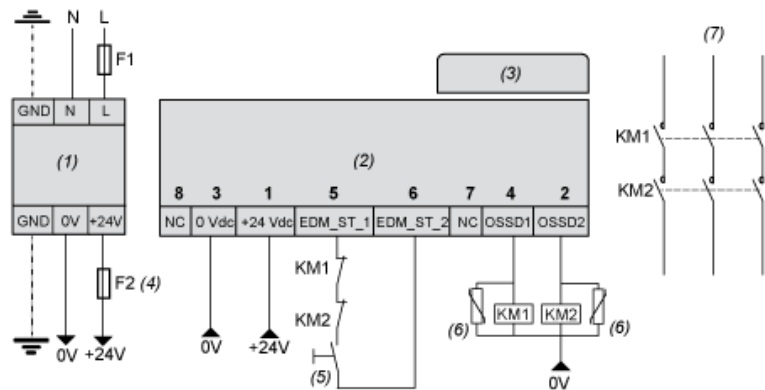 N L
F1
(7)
(3)
GND N L
(1)
(2)
KM1
KM2
8 3 1 5 6 7 4 2
GND 0V +24V
NC 0 Vdc +24 Vdc EDM_ST_1 EDM_ST_2 NC OSSD1 OSSD2
KM1
F2 (4)
KM2
KM1 KM2
(6) (6)
0V +24V
0V
+24V
(5)
0V